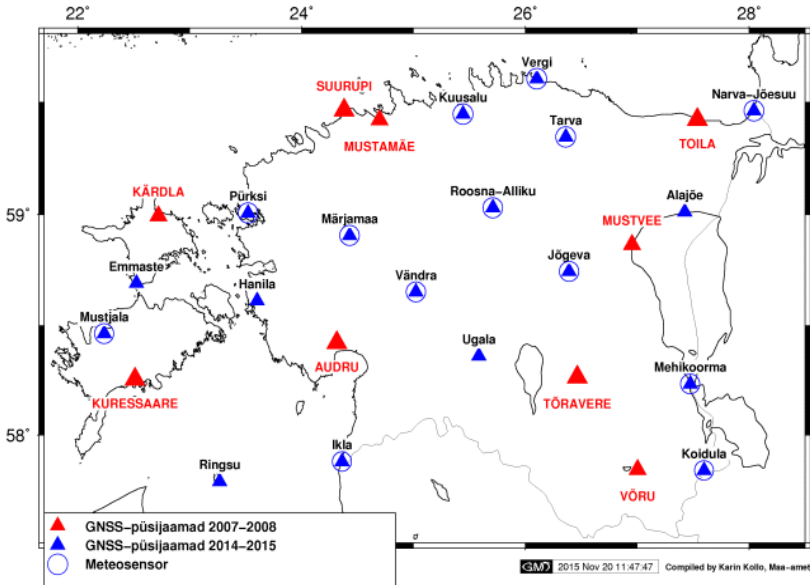 22 24 26 28
Vergi
SUURUPI
Kuusalu
Narva-Jõesuu
MUSTAMÄE
Tarva
TOILA
KÄRDLA
Pürksi
Roosna-Alliku
Alajõe
59
Märjamaa
MUSTVEE
Emmaste
Hanila
Vändra
Jõgeva
Mustjala
Ugala
AUDRU
Mehikoorma
KURESSAARE
TÕRAVERE
58
Ikla
Ringsu
Koidula
VÕRU
GNSS-püsijaamad 2007-2008
GNSS-püsijaamad 2014-2015
Meteosensor
GMD 2015 Nov 20 11:47:47 Compiled by Karin Kollo, Maa-amet